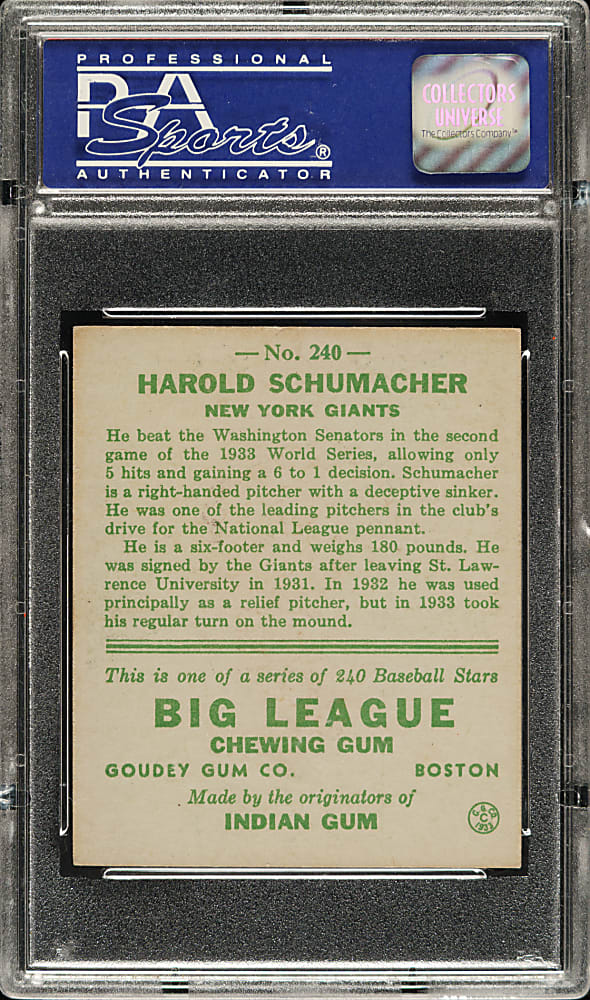 PROFESSIONAL
PSA
Sports®
AUTHENTICATOR
COLLECTORS
UNIVERSE
The Collectors Company™
— No. 240 —
HAROLD SCHUMACHER
NEW YORK GIANTS
He beat the Washington Senators in the second
game of the 1933 World Series, allowing only
5 hits and gaining a 6 to 1 decision. Schumacher
is a right-handed pitcher with a deceptive sinker.
He was one of the leading pitchers in the club's
drive for the National League pennant.
He is a six-footer and weighs 180 pounds. He
was signed by the Giants after leaving St. Law-
rence University in 1931. In 1932 he was used
principally as a relief pitcher, but in 1933 took
his regular turn on the mound.
This is one of a series of 240 Baseball Stars
BIG LEAGUE
CHEWING GUM
GOUDEY GUM CO. BOSTON
Made by the originators of
INDIAN GUM
G. G. Co.
C
1933